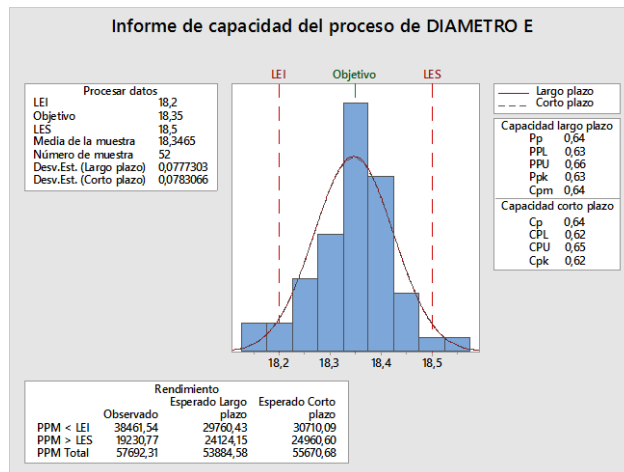 Informe de capacidad del proceso de DIAMETRO E
LEI Objetivo LES
Procesar datos
LEI 18,2
Objetivo 18,35
LES 18,5
Media de la muestra 18,3465
Número de muestra 52
Desv.Est. (Largo plazo) 0,0777303
Desv.Est. (Corto plazo) 0,0783066
Largo plazo
Corto plazo
Capacidad largo plazo
Pp 0,64
PPL 0,63
PPU 0,66
Ppk 0,63
Cpm 0,64
Capacidad corto plazo
Cp 0,64
CPL 0,62
CPU 0,65
Cpk 0,62
18,2 18,3 18,4 18,5
Rendimiento
Esperado Largo Esperado Corto
Observado plazo plazo
PPM < LEI 38461,54 29760,43 30710,09
PPM > LES 19230,77 24124,15 24960,60
PPM Total 57692,31 53884,58 55670,68